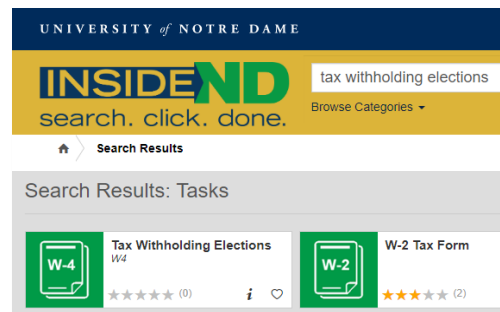 UNIVERSITY of NOTRE DAME
INSIDEND
search. click. done.
tax withholding elections
Browse Categories
Search Results
Search Results: Tasks
W-4
Tax Withholding Elections
W4
(0)
i
W-2
W-2 Tax Form
(2)